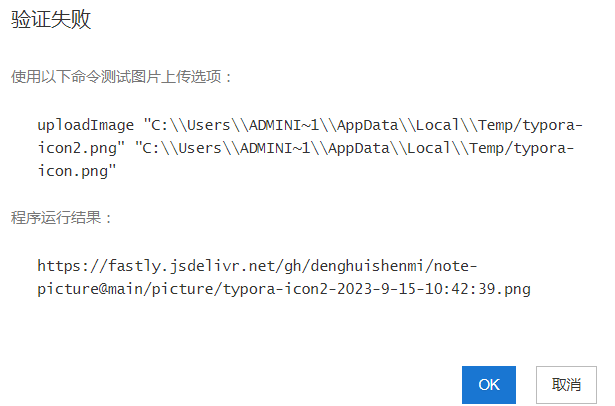 验证失败
使用以下命令测试图片上传选项：
uploadImage "C:\\Users\\ADMINI~1\\AppData\\Local\\Temp/typora-
icon2.png" "C:\\Users\\ADMINI~1\\AppData\\Local\\Temp/typora-
icon.png"
程序运行结果：
https://fastly.jsdelivr.net/gh/denghuishenmi/note-
picture@main/picture/typora-icon2-2023-9-15-10:42:39.png
OK
取消